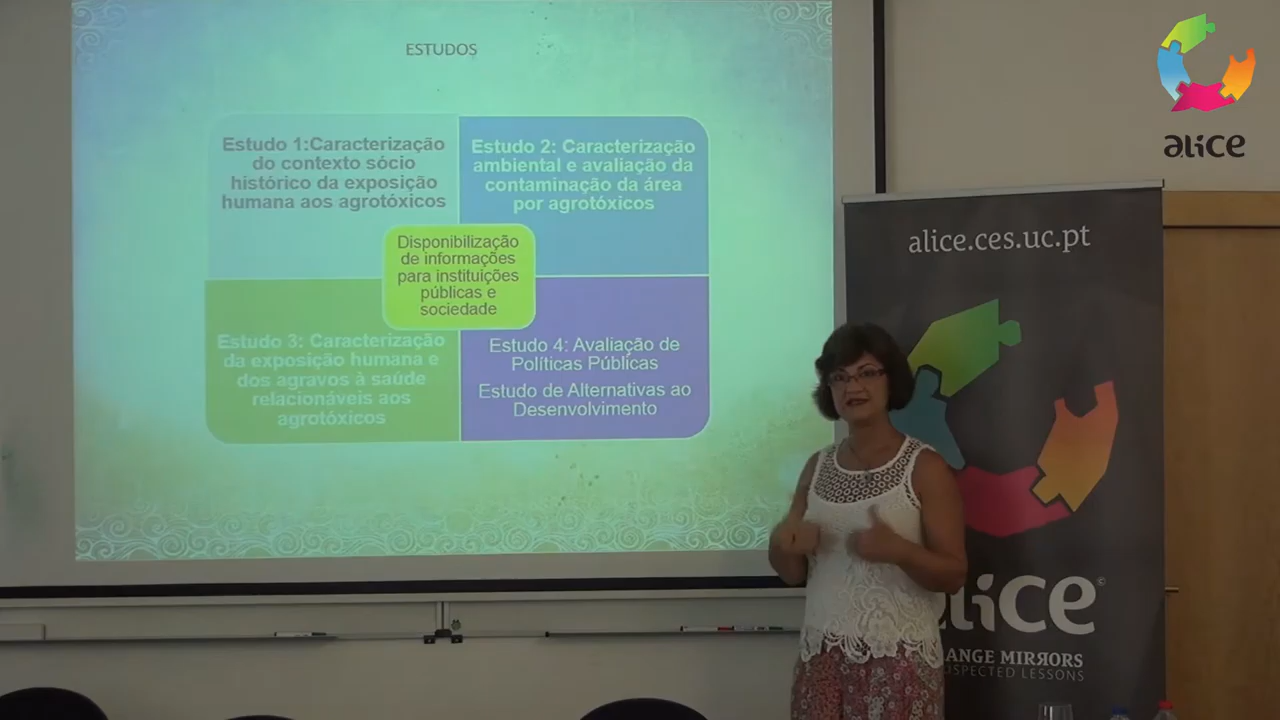 ESTUDOS
Estudo 1:Caracterização
do contexto sócio
histórico da exposição
humana aos agrotóxicos
Estudo 2: Caracterização
ambiental e avaliação da
contaminação da área
por agrotóxicos
Disponibilização
de informações
para instituições
públicas e
sociedade
Estudo 3: Caracterização
da exposição humana e
dos agravos à saúde
relacionáveis aos
agrotóxicos
Estudo 4: Avaliação de
Políticas Públicas
Estudo de Alternativas ao
Desenvolvimento
alice
alice.ces.uc.pt
alice
ANGE MIRRORS
OSPECTED LESSONS